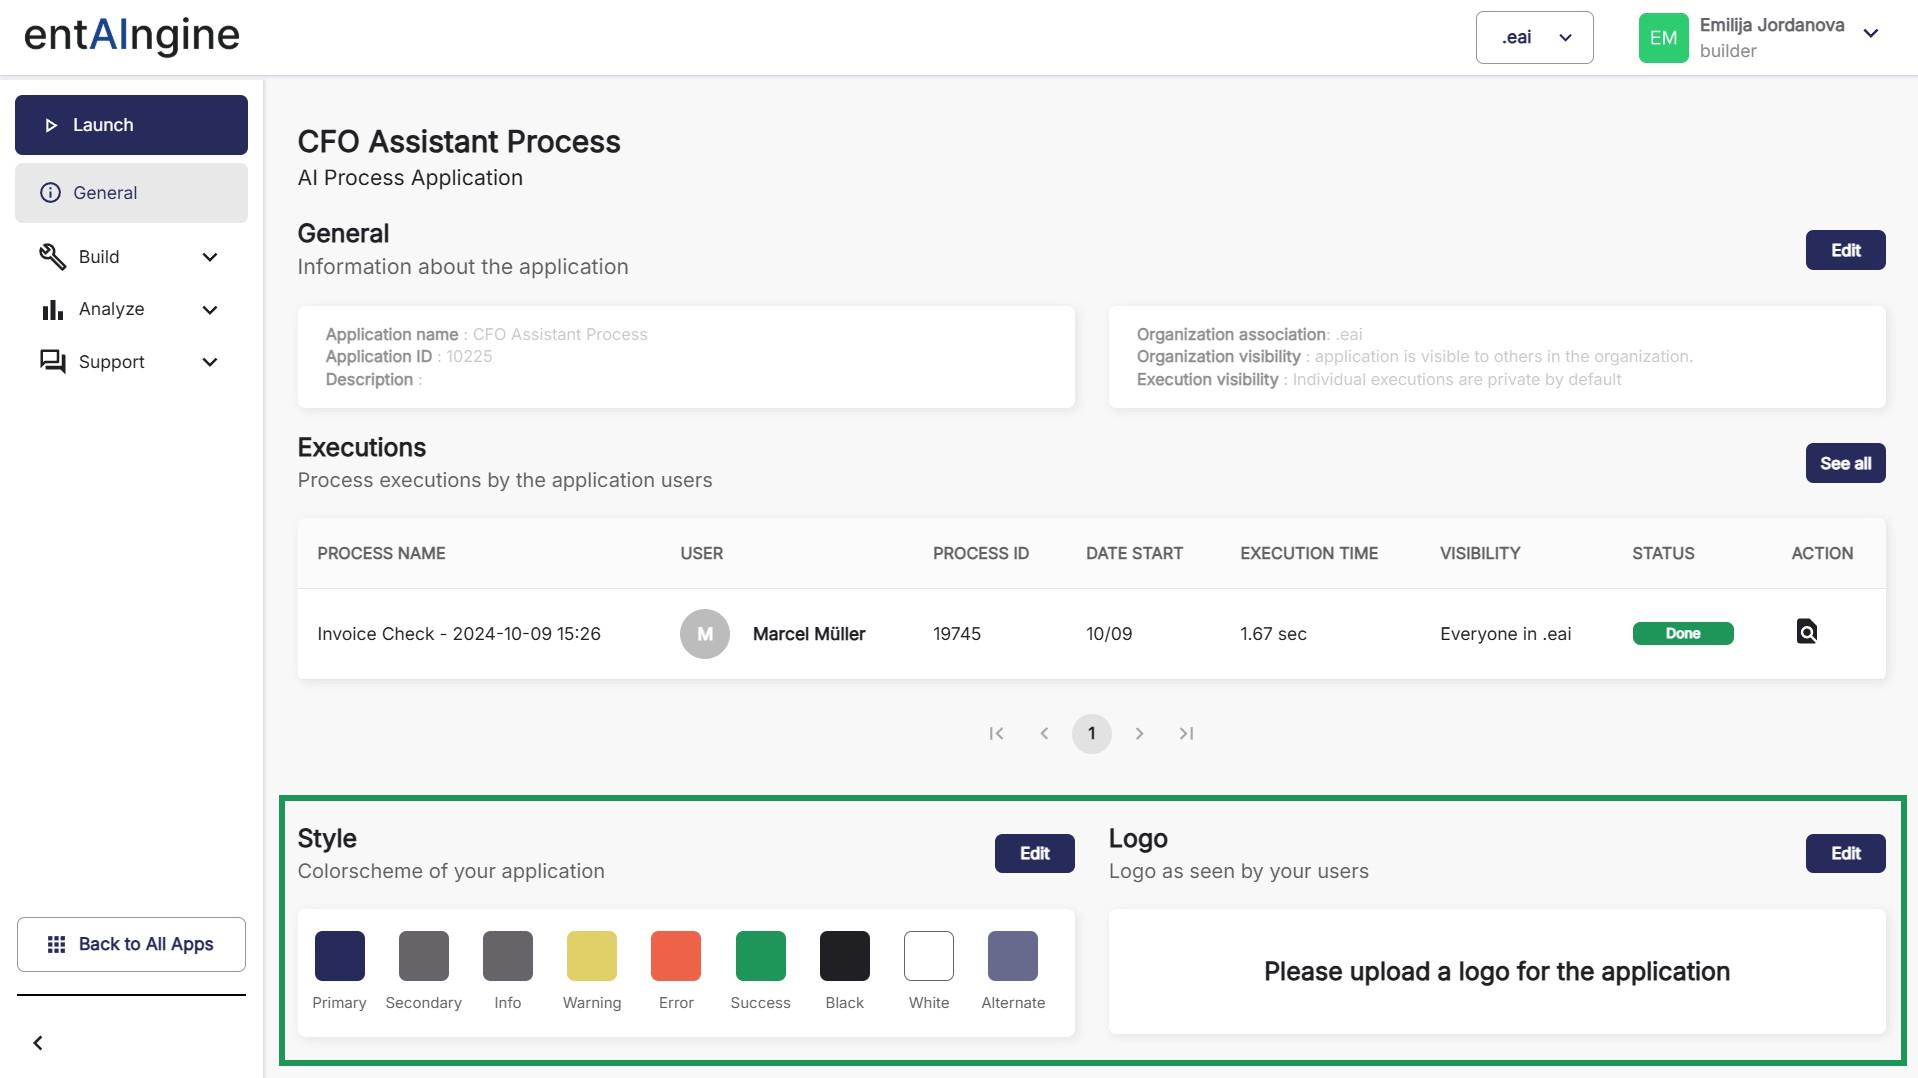 entAIngine
.eai
EM
Emilija Jordanova
builder
Launch
General
Build
Analyze
Support
Back to All Apps
CFO Assistant Process
AI Process Application
General
Information about the application
Edit
Application name : CFO Assistant Process
Application ID : 10225
Description :
Organization association: .eai
Organization visibility : application is visible to others in the organization.
Execution visibility : Individual executions are private by default
Executions
Process executions by the application users
See all
PROCESS NAME USER PROCESS ID DATE START EXECUTION TIME VISIBILITY STATUS ACTION
Invoice Check - 2024-10-09 15:26 M Marcel Müller 19745 10/09 1.67 sec Everyone in .eai Done
1
Style
Colorscheme of your application
Edit
Primary Secondary Info Warning Error Success Black White Alternate
Logo
Logo as seen by your users
Edit
Please upload a logo for the application